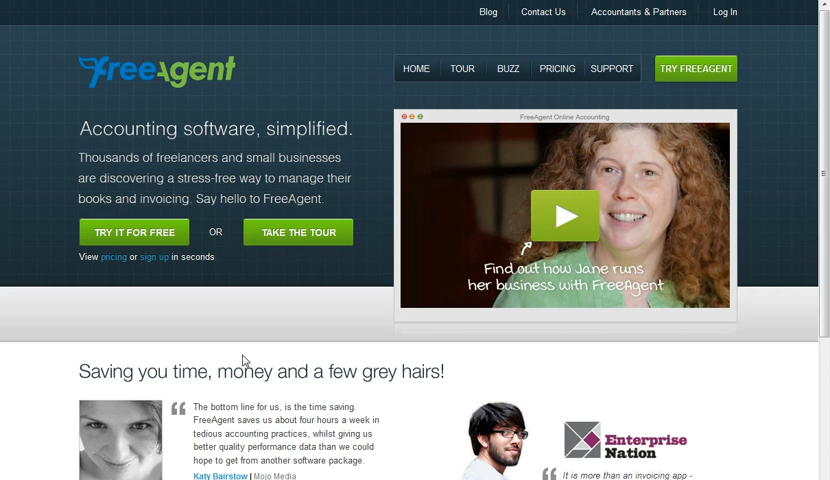 Blog
Contact Us
Accountants & Partners
Log In
FreeAgent
HOME
TOUR
BUZZ
PRICING
SUPPORT
TRY FREEAGENT
Accounting software, simplified.
Thousands of freelancers and small businesses
are discovering a stress-free way to manage their
books and invoicing. Say hello to FreeAgent.
TRY IT FOR FREE
OR
TAKE THE TOUR
View pricing or sign up in seconds
FreeAgent Online Accounting
Find out how Jane runs
her business with FreeAgent
Saving you time, money and a few grey hairs!
The bottom line for us, is the time saving.
FreeAgent saves us about four hours a week in
tedious accounting practices, whilst giving us
better quality performance data than we could
hope to get from another software package.
Katy Bairstow | Mojo Media
Enterprise
Nation
It is more than an invoicing app -